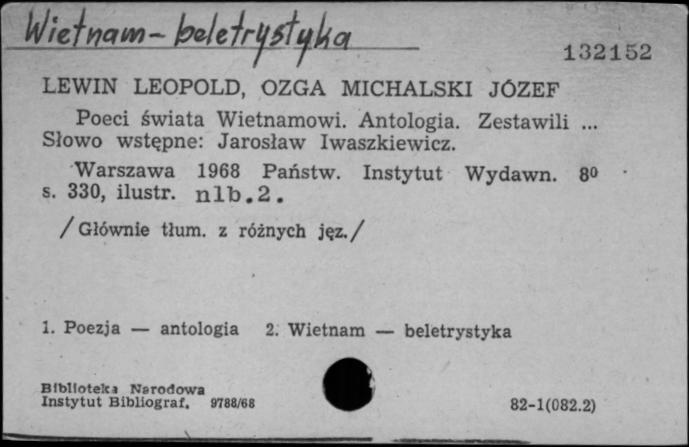 Wietnam - beletrystyka
132152
LEWIN LEOPOLD, OZGA MICHALSKI JÓZEF
Poeci świata Wietnamowi. Antologia. Zestawili ...
Słowo wstępne: Jarosław Iwaszkiewicz.
Warszawa 1968 Państw. Instytut Wydawn. 8º
s. 330, ilustr. nlb.2.
/Głównie tłum. z różnych jęz./
1. Poezja — antologia 2. Wietnam — beletrystyka
Biblioteka Narodowa
Instytut Bibliograf. 9788/68
82-1(082.2)